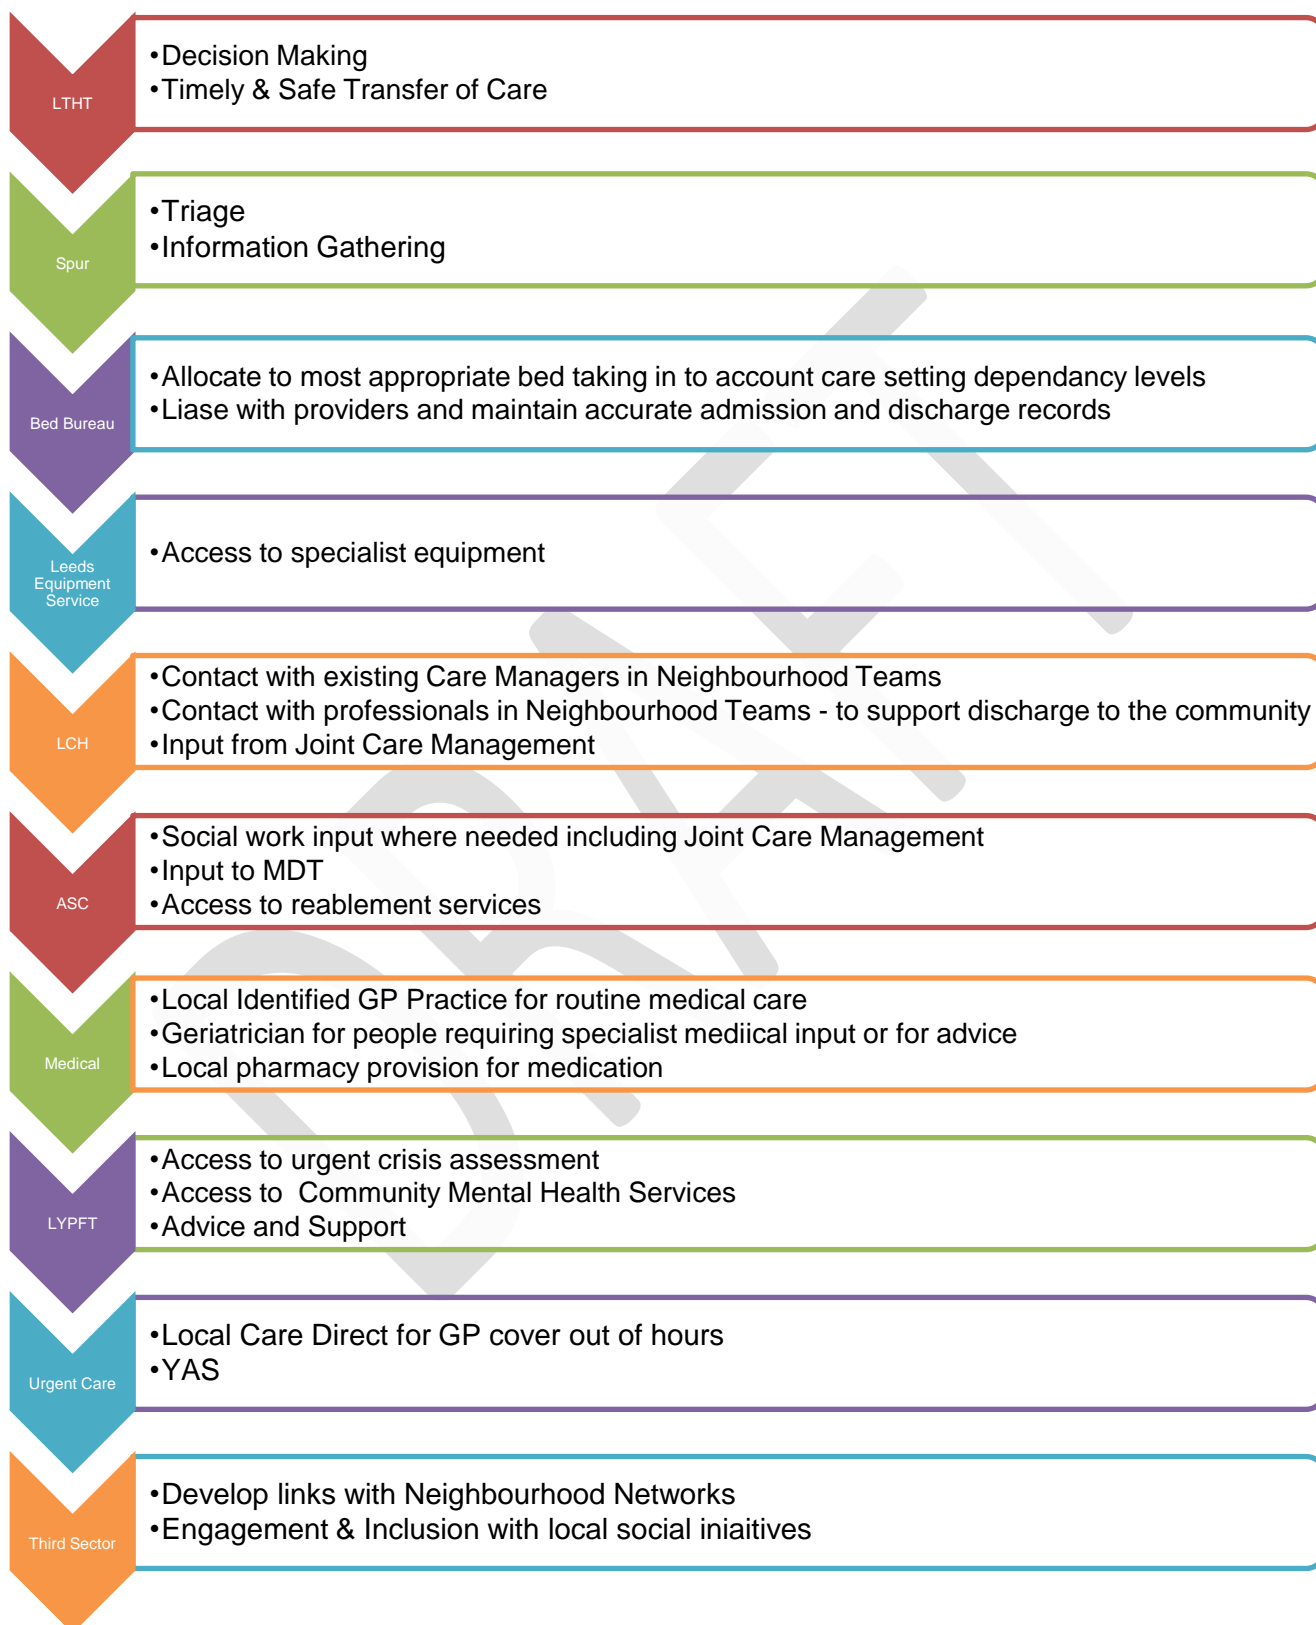 LTHT
•Decision Making
•Timely & Safe Transfer of Care
Spur
•Triage
•Information Gathering
Bed Bureau
•Allocate to most appropriate bed taking in to account care setting dependancy levels
•Liase with providers and maintain accurate admission and discharge records
Leeds
Equipment
Service
•Access to specialist equipment
LCH
•Contact with existing Care Managers in Neighbourhood Teams
•Contact with professionals in Neighbourhood Teams - to support discharge to the community
•Input from Joint Care Management
ASC
•Social work input where needed including Joint Care Management
•Input to MDT
•Access to reablement services
Medical
•Local Identified GP Practice for routine medical care
•Geriatrician for people requiring specialist mediical input or for advice
•Local pharmacy provision for medication
LYPFT
•Access to urgent crisis assessment
•Access to  Community Mental Health Services
•Advice and Support
Urgent Care
•Local Care Direct for GP cover out of hours
•YAS
Third Sector
•Develop links with Neighbourhood Networks
•Engagement & Inclusion with local social iniaitives
DRAFT